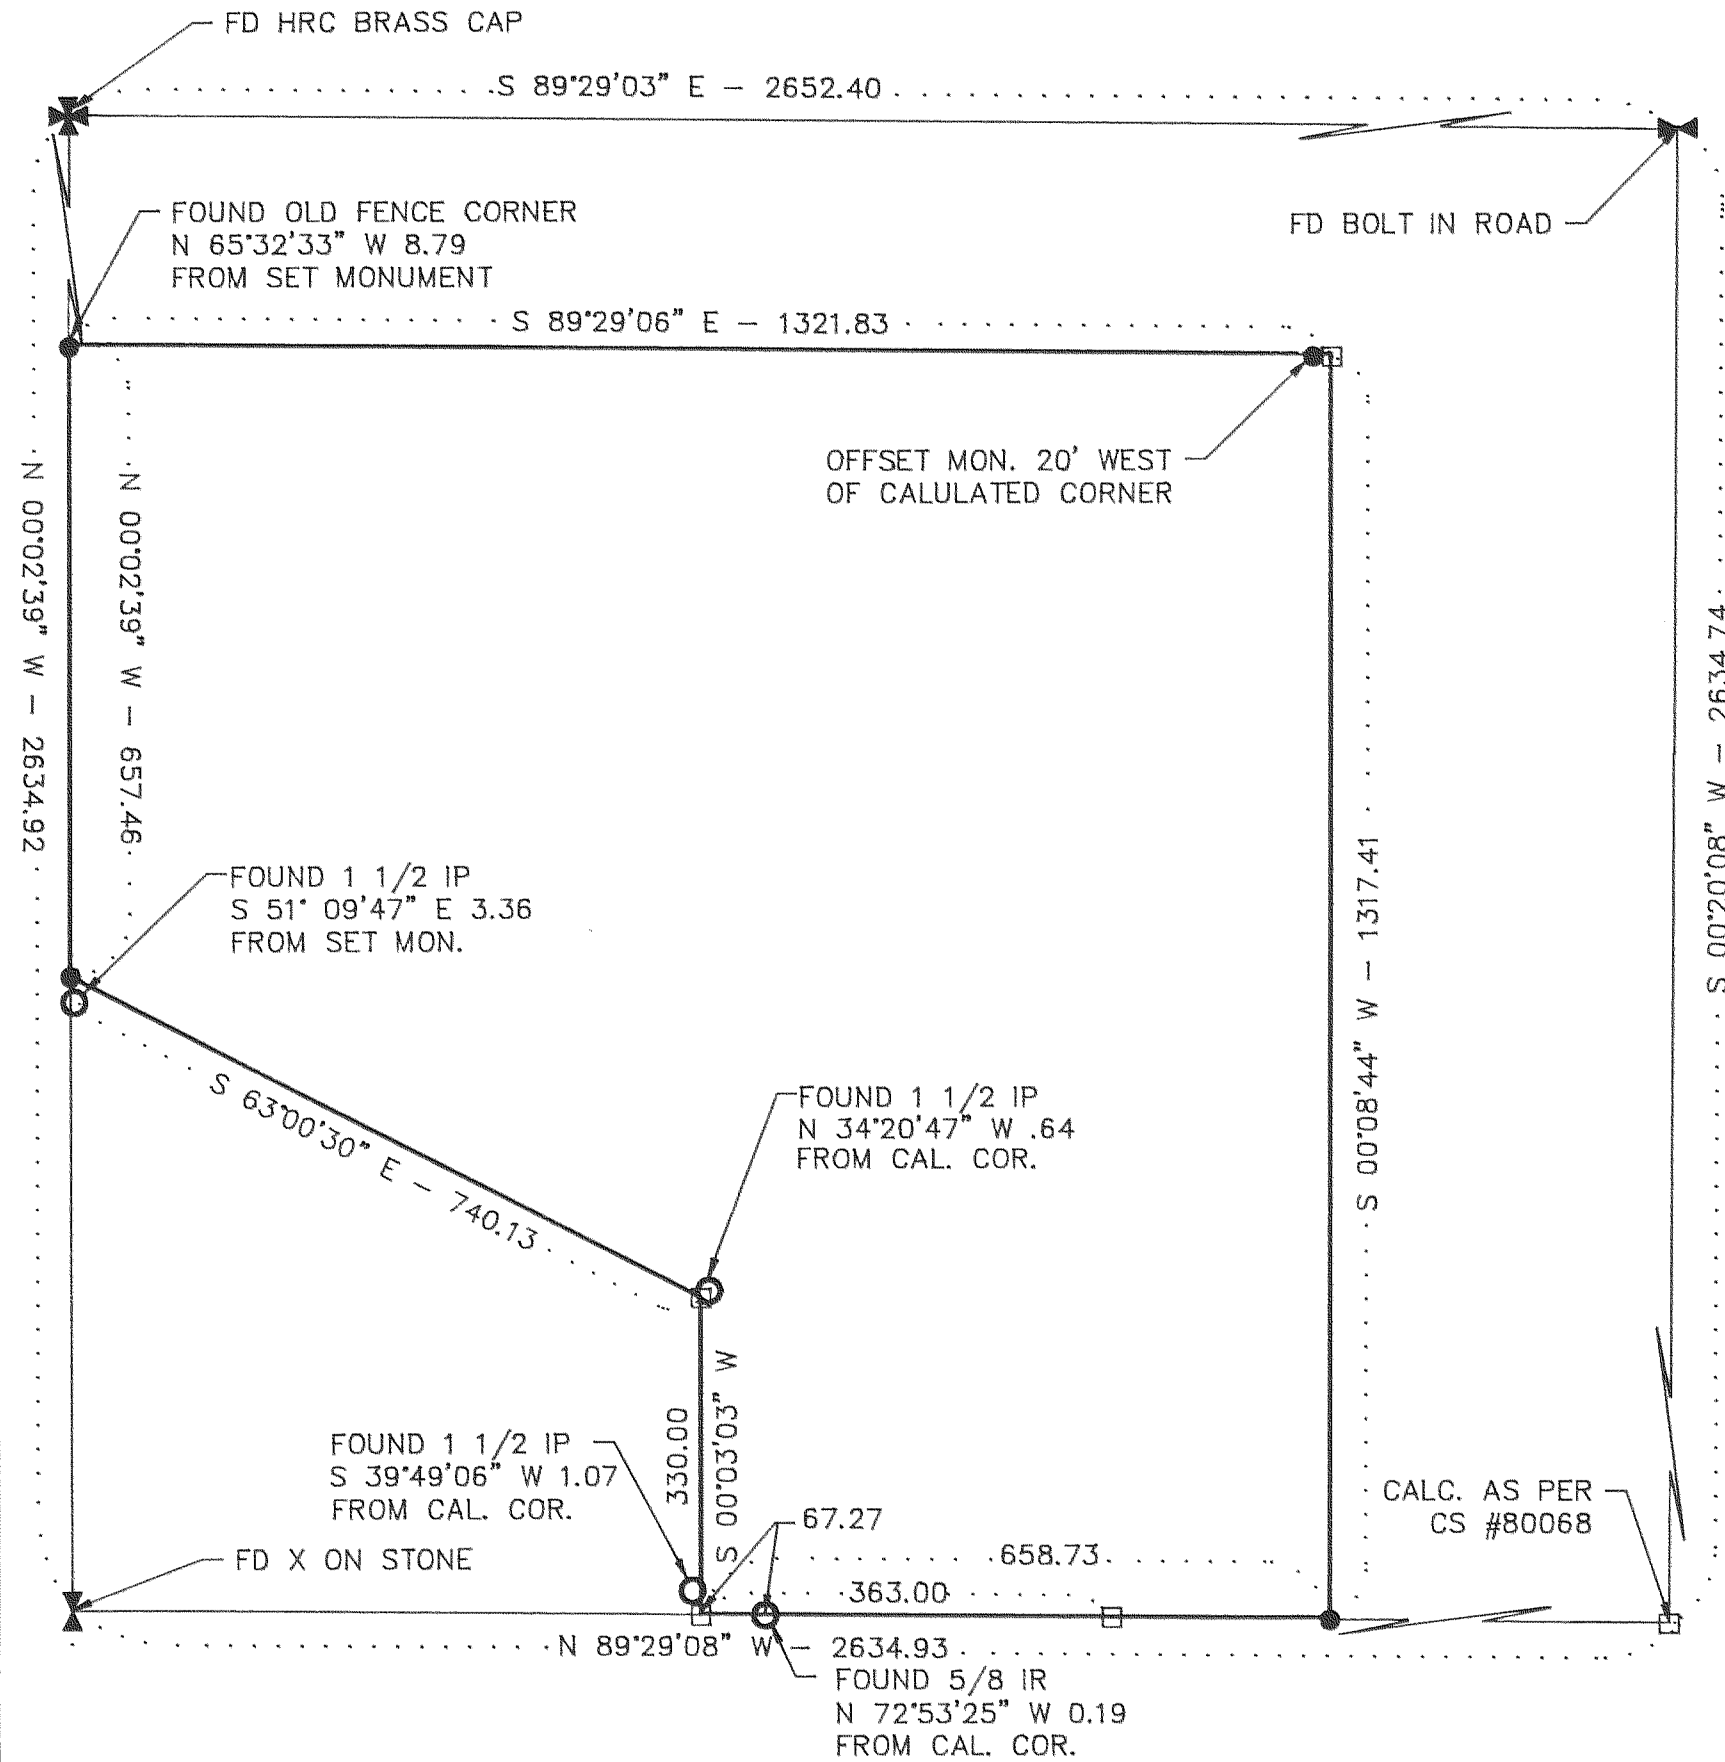 FD HRC BRASS CAP
S 89°29'03" E – 2652.40
FOUND OLD FENCE CORNER
N 65°32'33" W 8.79
FROM SET MONUMENT
FD BOLT IN ROAD
S 89°29'06" E – 1321.83
OFFSET MON. 20' WEST
OF CALULATED CORNER
N 00°02'39" W – 2634.92
N 00°02'39" W – 657.46
S 00°20'08" W – 2634.74
S 00°08'44" W – 1317.41
FOUND 1 1/2 IP
S 51° 09'47" E 3.36
FROM SET MON.
S 63°00'30" E – 740.13
FOUND 1 1/2 IP
N 34°20'47" W .64
FROM CAL. COR.
330.00
S 00°03'03" W
FOUND 1 1/2 IP
S 39°49'06" W 1.07
FROM CAL. COR.
67.27
CALC. AS PER
CS #80068
FD X ON STONE
658.73
363.00
N 89°29'08" W – 2634.93
FOUND 5/8 IR
N 72°53'25" W 0.19
FROM CAL. COR.